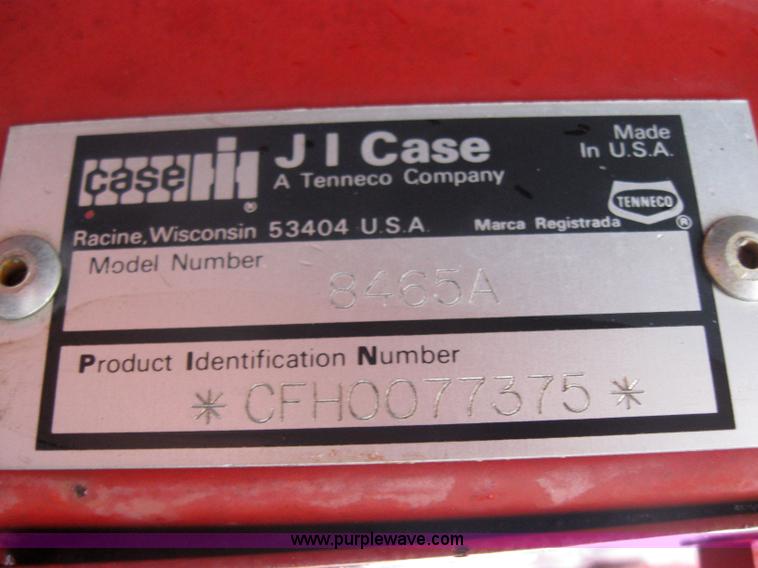 case IH ®
J I Case
A Tenneco Company
Made
In U.S.A.
TENNECO ®
Racine, Wisconsin 53404 U.S.A. Marca Registrada
Model Number
8465A
Product Identification Number
* CFH0077375 *
www.purplewave.com